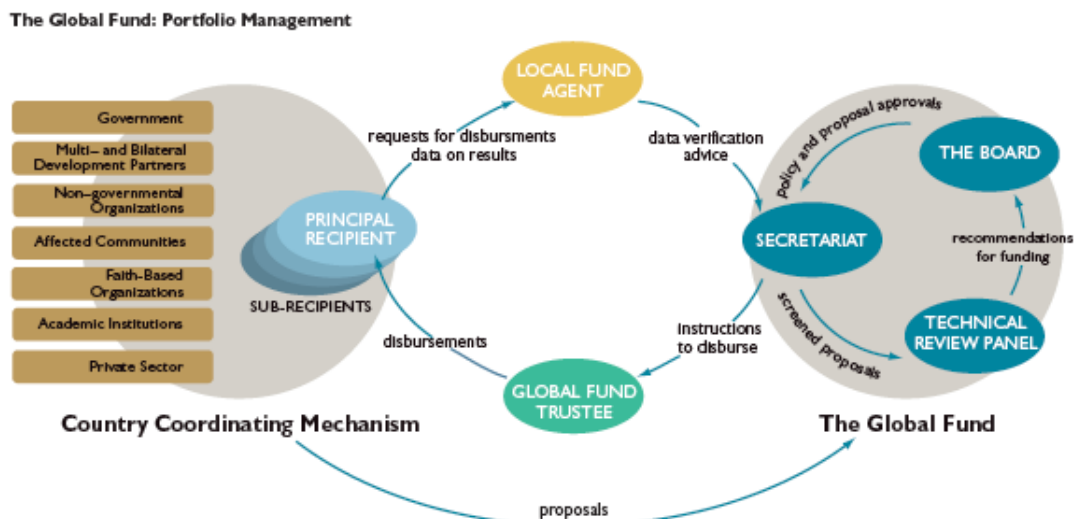 The Global Fund: Portfolio Management
LOCAL FUND
AGENT
Government
Multi– and Bilateral
Development Partners
Non–governmental
Organizations
Affected Communities
Faith–Based
Organizations
Academic Institutions
Private Sector
PRINCIPAL
RECIPIENT
SUB-RECIPIENTS
requests for disbursments
data on results
data verification
advice
policy and proposal approvals
THE BOARD
SECRETARIAT
recommendations
for funding
TECHNICAL
REVIEW PANEL
screened proposals
instructions
to disburse
disbursements
GLOBAL FUND
TRUSTEE
Country Coordinating Mechanism
The Global Fund
proposals